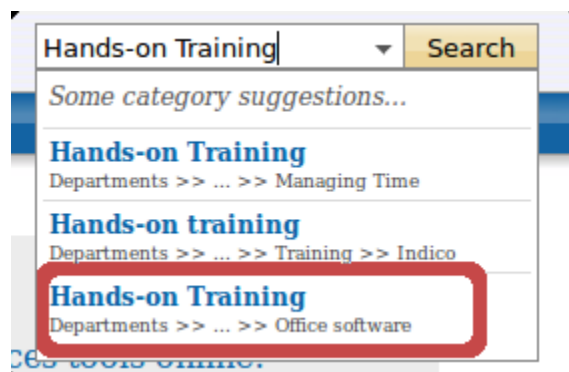 Hands-on Training Search
Some category suggestions...
Hands-on Training
Departments >> ... >> Managing Time
Hands-on training
Departments >> ... >> Training >> Indico
Hands-on Training
Departments >> ... >> Office software